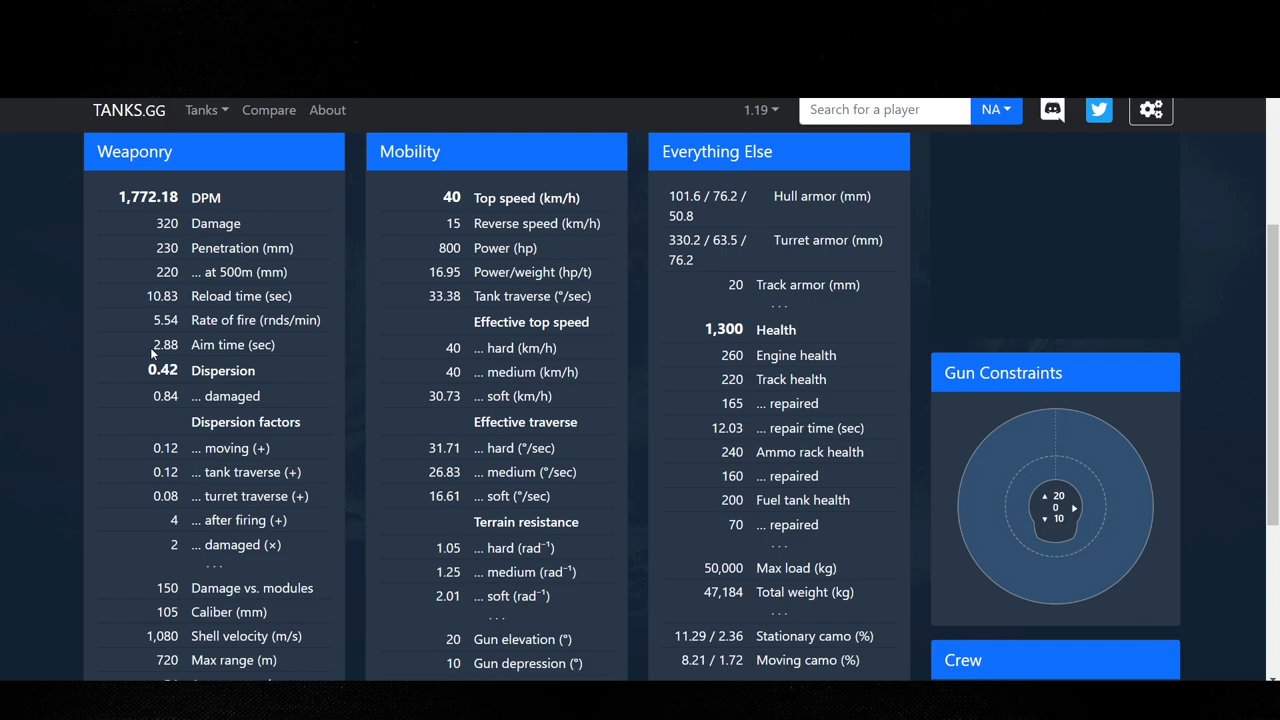 TANKS.GG Tanks Compare About 1.19 Search for a player NA
Weaponry
1,772.18 DPM
320 Damage
230 Penetration (mm)
220 ... at 500m (mm)
10.83 Reload time (sec)
5.54 Rate of fire (rnds/min)
2.88 Aim time (sec)
0.42 Dispersion
0.84 ... damaged
Dispersion factors
0.12 ... moving (+)
0.12 ... tank traverse (+)
0.08 ... turret traverse (+)
4 ... after firing (+)
2 ... damaged (×)
...
150 Damage vs. modules
105 Caliber (mm)
1,080 Shell velocity (m/s)
720 Max range (m)
Mobility
40 Top speed (km/h)
15 Reverse speed (km/h)
800 Power (hp)
16.95 Power/weight (hp/t)
33.38 Tank traverse (°/sec)
Effective top speed
40 ... hard (km/h)
40 ... medium (km/h)
30.73 ... soft (km/h)
Effective traverse
31.71 ... hard (°/sec)
26.83 ... medium (°/sec)
16.61 ... soft (°/sec)
Terrain resistance
1.05 ... hard (rad⁻¹)
1.25 ... medium (rad⁻¹)
2.01 ... soft (rad⁻¹)
...
20 Gun elevation (°)
10 Gun depression (°)
Everything Else
101.6 / 76.2 / Hull armor (mm)
50.8
330.2 / 63.5 / Turret armor (mm)
76.2
20 Track armor (mm)
...
1,300 Health
260 Engine health
220 Track health
165 ... repaired
12.03 ... repair time (sec)
240 Ammo rack health
160 ... repaired
200 Fuel tank health
70 ... repaired
...
50,000 Max load (kg)
47,184 Total weight (kg)
...
11.29 / 2.36 Stationary camo (%)
8.21 / 1.72 Moving camo (%)
Gun Constraints
▲ 20
0 ▶
▼ 10
Crew